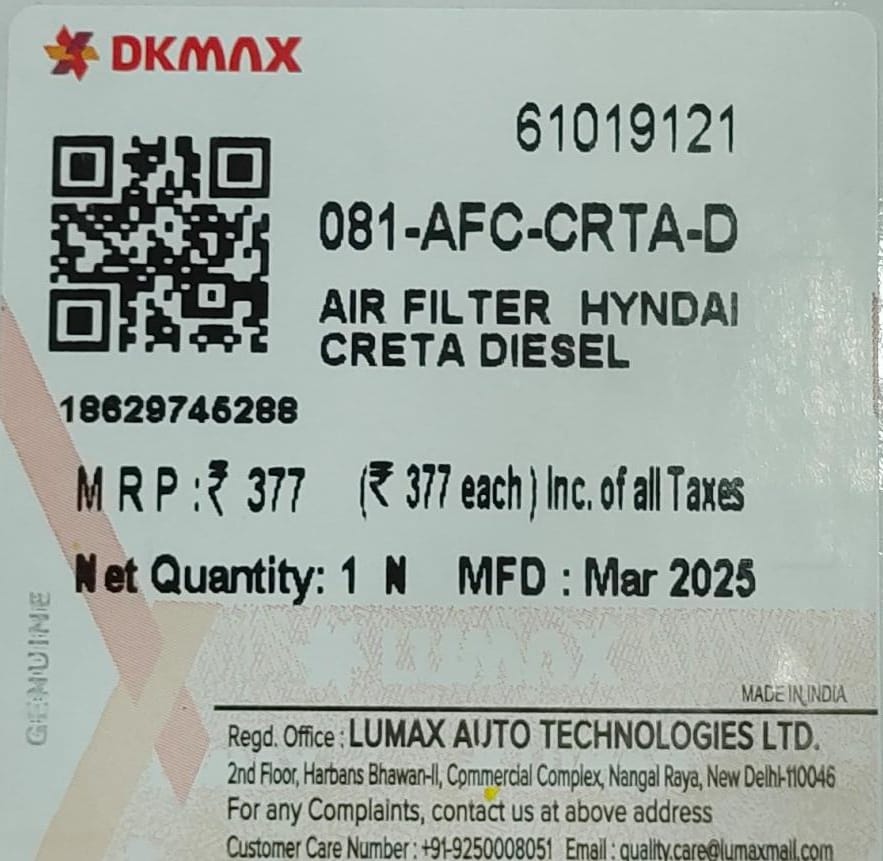 DKMAX
61019121
081-AFC-CRTA-D
AIR FILTER HYNDAI
CRETA DIESEL
18629746288
M R P :₹ 377 (₹ 377 each) Inc. of all Taxes
Net Quantity: 1 N MFD : Mar 2025
GENUINE
LUMAX
MADE IN INDIA
Regd. Office : LUMAX AUTO TECHNOLOGIES LTD.
2nd Floor, Harbans Bhawan-II, Commercial Complex, Nangal Raya, New Delhi-110046
For any Complaints, contact us at above address
Customer Care Number : +91-9250008051 Email : quality.care@lumaxmail.com